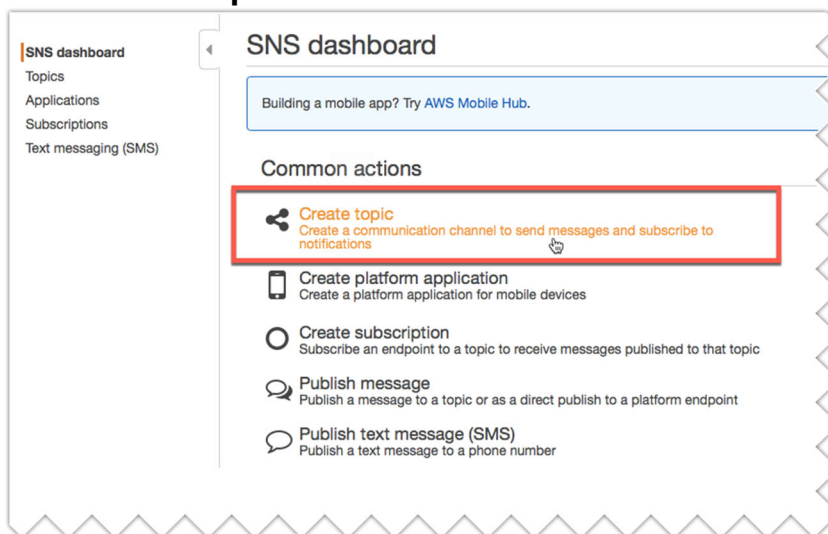 SNS dashboard
Topics
Applications
Subscriptions
Text messaging (SMS)
SNS dashboard
Building a mobile app? Try AWS Mobile Hub.
Common actions
Create topic
Create a communication channel to send messages and subscribe to
notifications
Create platform application
Create a platform application for mobile devices
Create subscription
Subscribe an endpoint to a topic to receive messages published to that topic
Publish message
Publish a message to a topic or as a direct publish to a platform endpoint
Publish text message (SMS)
Publish a text message to a phone number